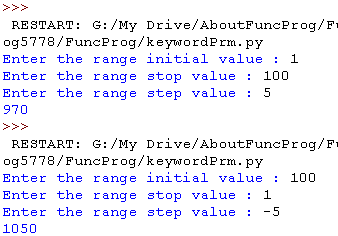 >>>
RESTART: G:/My Drive/AboutFuncProg/Fu
og5778/FuncProg/keywordPrm.py
Enter the range initial value : 1
Enter the range stop value : 100
Enter the range step value : 5
970
>>>
RESTART: G:/My Drive/AboutFuncProg/Fu
og5778/FuncProg/keywordPrm.py
Enter the range initial value : 100
Enter the range stop value : 1
Enter the range step value : -5
1050